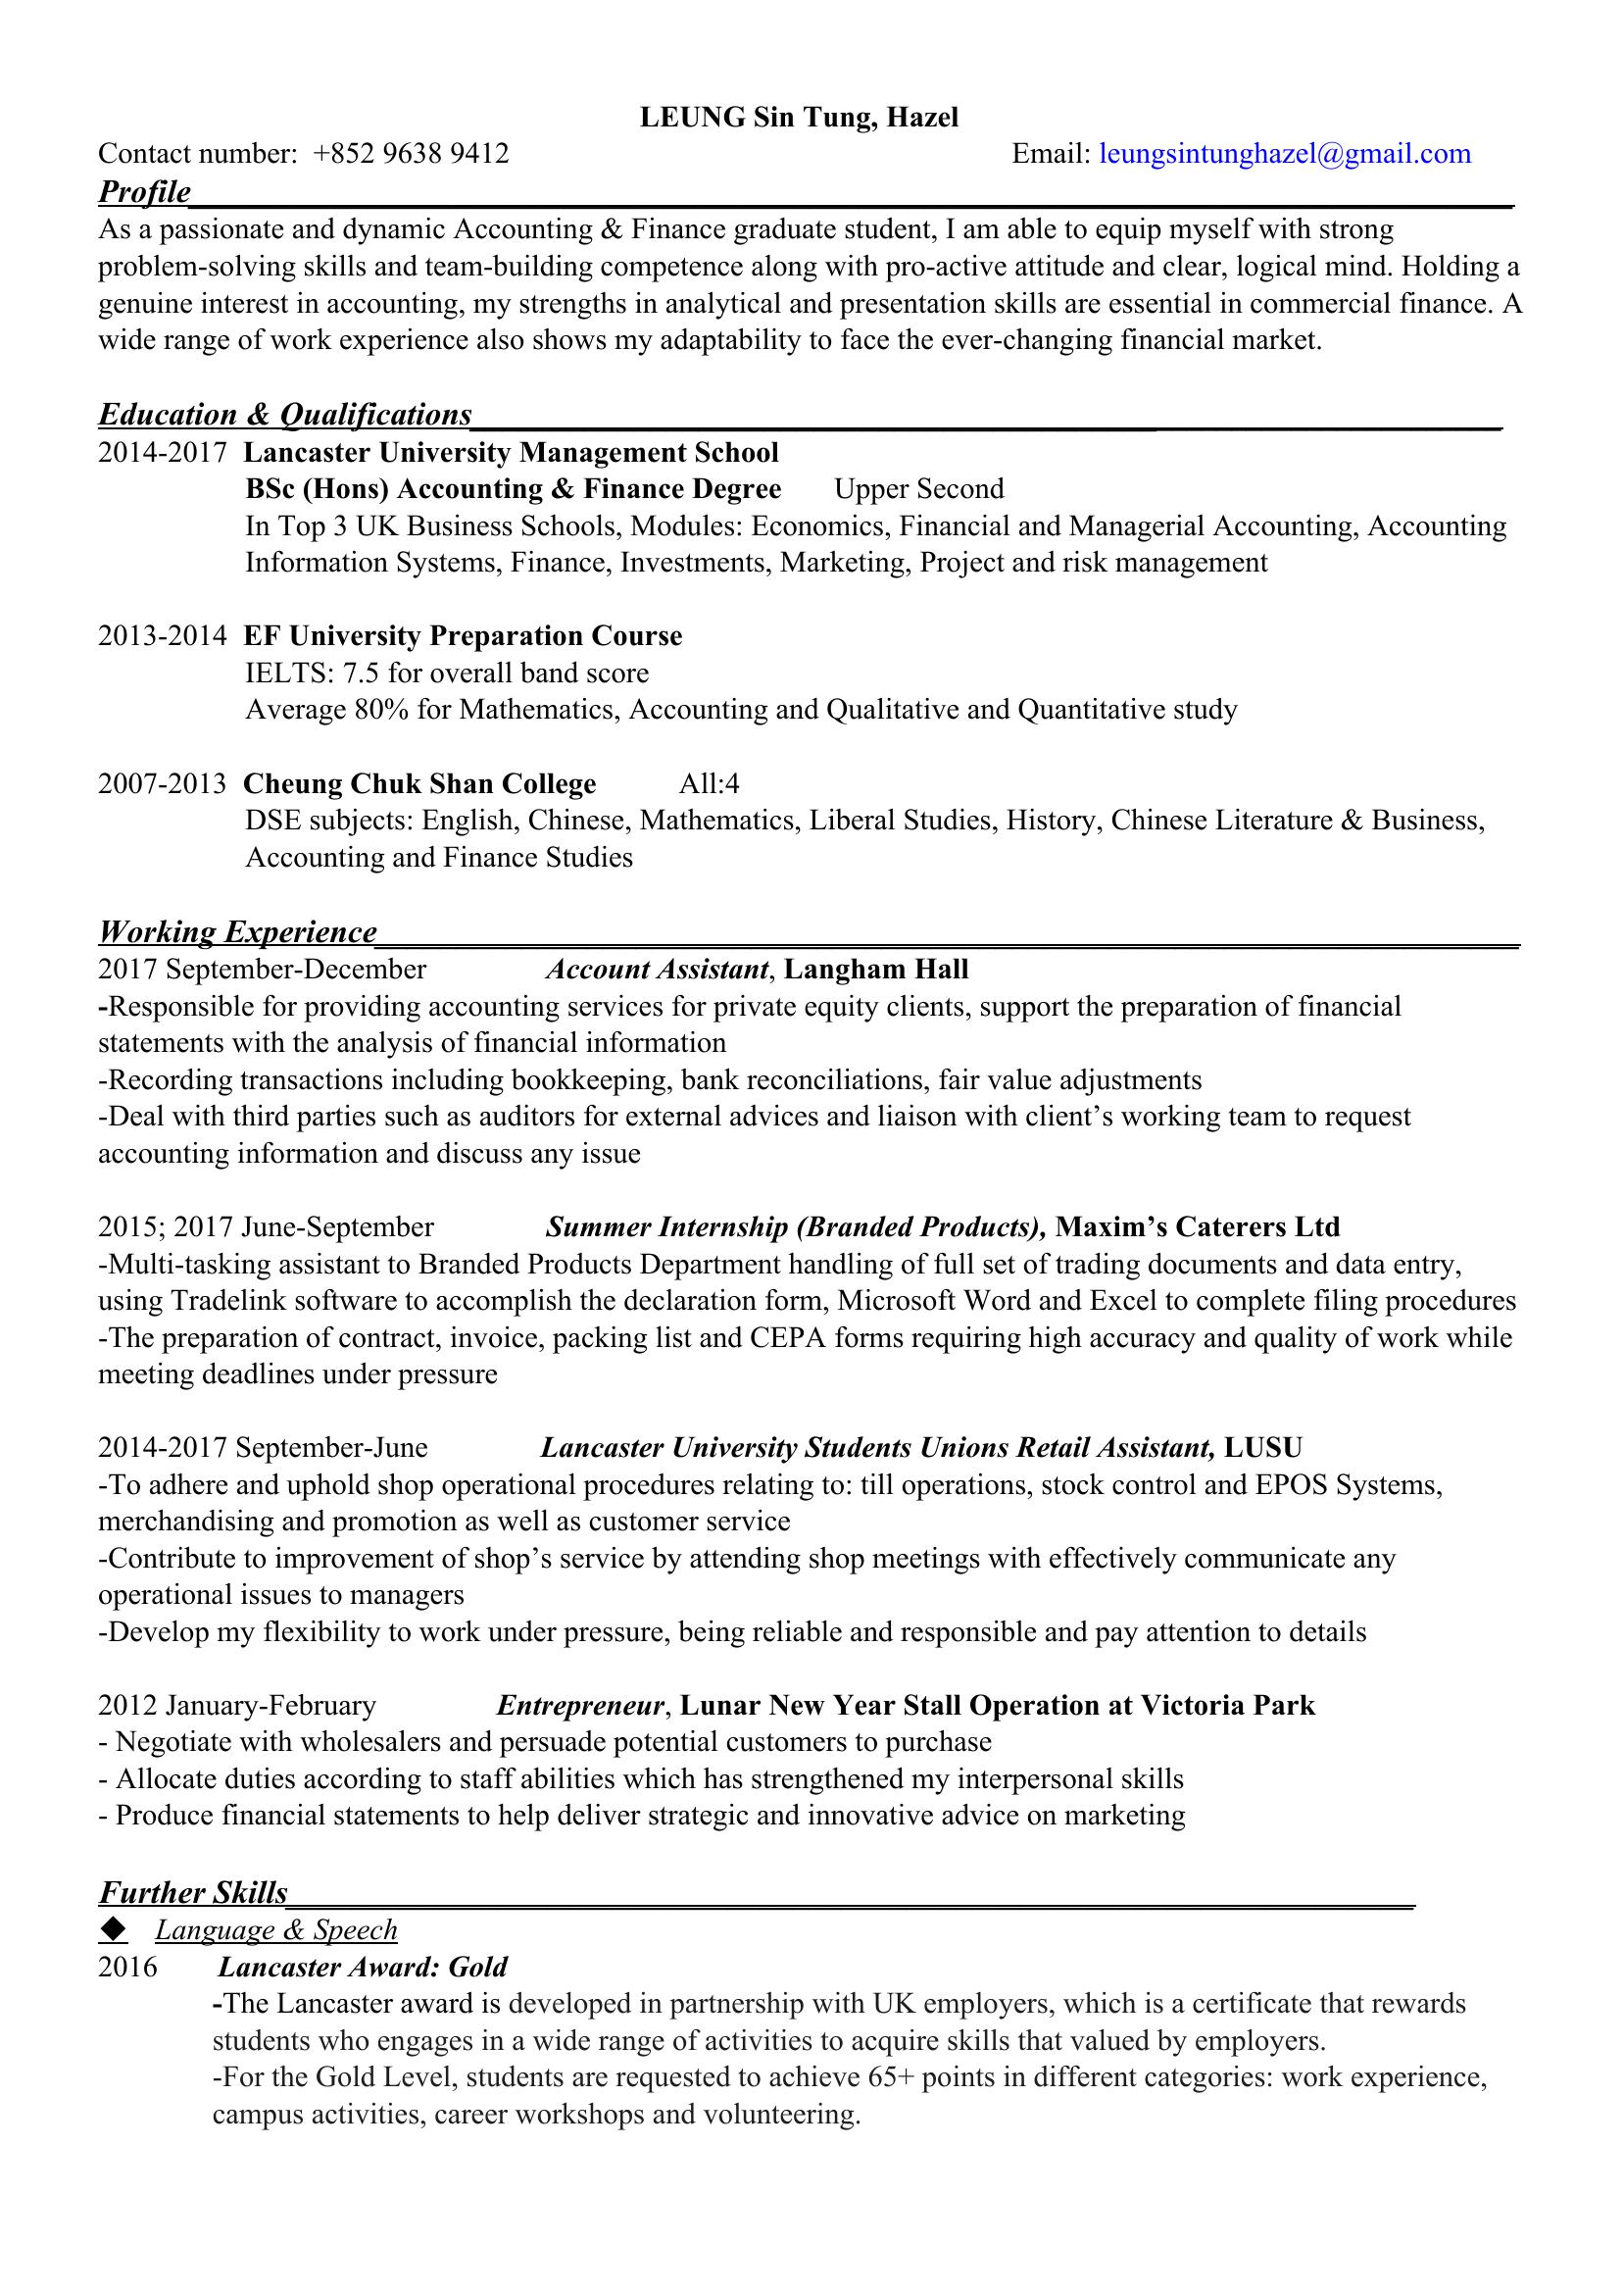 LEUNG Sin Tung, Hazel
Contact number: +852 9638 9412 Email: leungsintunghazel@gmail.com
Profile
As a passionate and dynamic Accounting & Finance graduate student, I am able to equip myself with strong
problem-solving skills and team-building competence along with pro-active attitude and clear, logical mind. Holding a
genuine interest in accounting, my strengths in analytical and presentation skills are essential in commercial finance. A
wide range of work experience also shows my adaptability to face the ever-changing financial market.
Education & Qualifications
2014-2017 Lancaster University Management School
BSc (Hons) Accounting & Finance Degree Upper Second
In Top 3 UK Business Schools, Modules: Economics, Financial and Managerial Accounting, Accounting
Information Systems, Finance, Investments, Marketing, Project and risk management
2013-2014 EF University Preparation Course
IELTS: 7.5 for overall band score
Average 80% for Mathematics, Accounting and Qualitative and Quantitative study
2007-2013 Cheung Chuk Shan College All:4
DSE subjects: English, Chinese, Mathematics, Liberal Studies, History, Chinese Literature & Business,
Accounting and Finance Studies
Working Experience
2017 September-December Account Assistant, Langham Hall
-Responsible for providing accounting services for private equity clients, support the preparation of financial
statements with the analysis of financial information
-Recording transactions including bookkeeping, bank reconciliations, fair value adjustments
-Deal with third parties such as auditors for external advices and liaison with client’s working team to request
accounting information and discuss any issue
2015; 2017 June-September Summer Internship (Branded Products), Maxim’s Caterers Ltd
-Multi-tasking assistant to Branded Products Department handling of full set of trading documents and data entry,
using Tradelink software to accomplish the declaration form, Microsoft Word and Excel to complete filing procedures
-The preparation of contract, invoice, packing list and CEPA forms requiring high accuracy and quality of work while
meeting deadlines under pressure
2014-2017 September-June Lancaster University Students Unions Retail Assistant, LUSU
-To adhere and uphold shop operational procedures relating to: till operations, stock control and EPOS Systems,
merchandising and promotion as well as customer service
-Contribute to improvement of shop’s service by attending shop meetings with effectively communicate any
operational issues to managers
-Develop my flexibility to work under pressure, being reliable and responsible and pay attention to details
2012 January-February Entrepreneur, Lunar New Year Stall Operation at Victoria Park
- Negotiate with wholesalers and persuade potential customers to purchase
- Allocate duties according to staff abilities which has strengthened my interpersonal skills
- Produce financial statements to help deliver strategic and innovative advice on marketing
Further Skills
◆ Language & Speech
2016 Lancaster Award: Gold
-The Lancaster award is developed in partnership with UK employers, which is a certificate that rewards
students who engages in a wide range of activities to acquire skills that valued by employers.
-For the Gold Level, students are requested to achieve 65+ points in different categories: work experience,
campus activities, career workshops and volunteering.